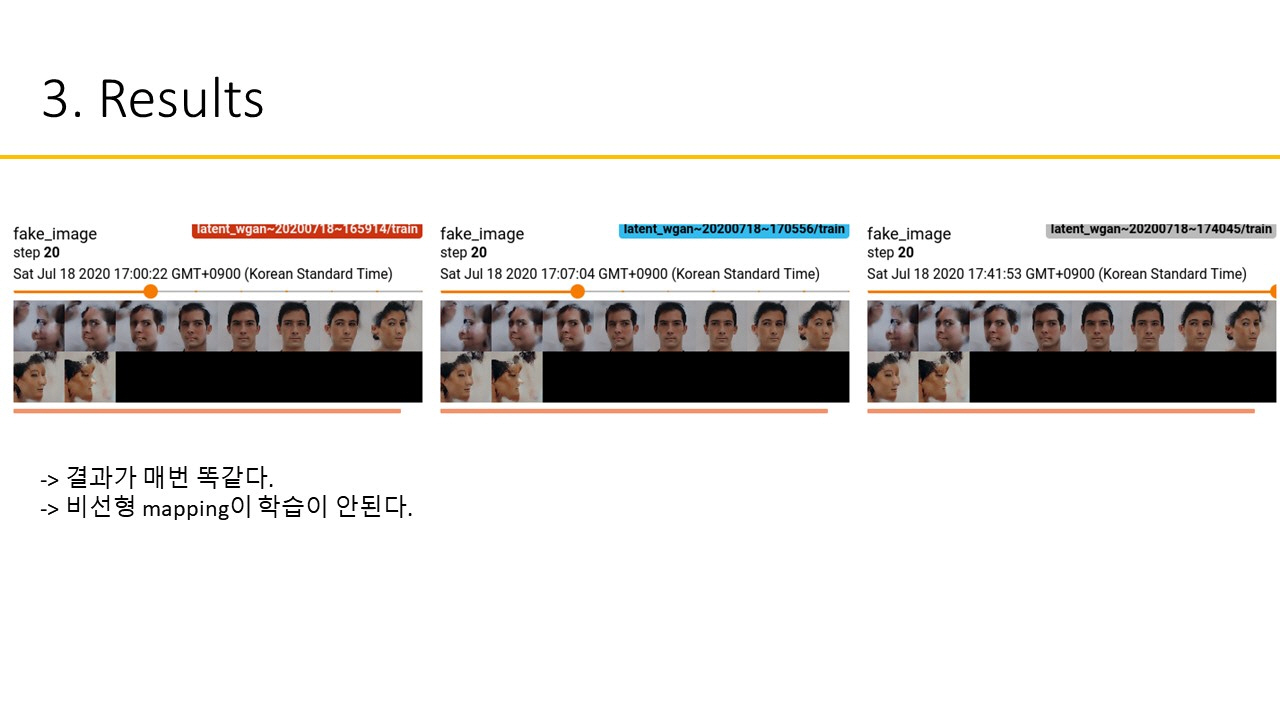 3. Results
fake_image
latent_wgan~20200718~165914/train
step 20
Sat Jul 18 2020 17:00:22 GMT+0900 (Korean Standard Time)
fake_image
latent_wgan~20200718~170556/train
step 20
Sat Jul 18 2020 17:07:04 GMT+0900 (Korean Standard Time)
fake_image
latent_wgan~20200718~174045/train
step 20
Sat Jul 18 2020 17:41:53 GMT+0900 (Korean Standard Time)
-> 결과가 매번 똑같다.
-> 비선형 mapping이 학습이 안된다.